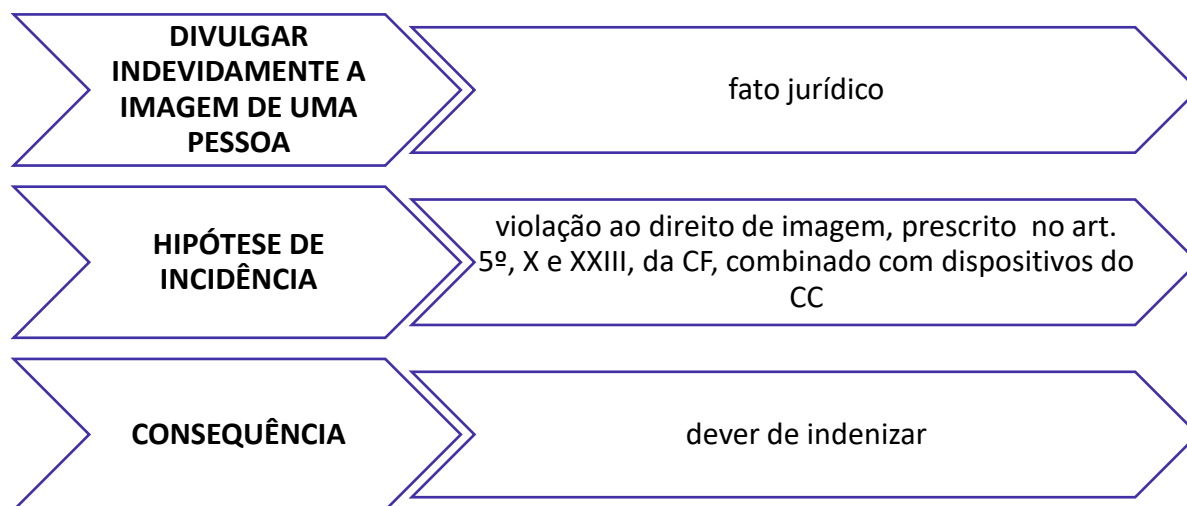 DIVULGAR
INDEVIDAMENTE A
IMAGEM DE UMA
PESSOA
fato jurídico
HIPÓTESE DE
INCIDÊNCIA
violação ao direito de imagem, prescrito no art.
5º, X e XXIII, da CF, combinado com dispositivos do
CC
CONSEQUÊNCIA
dever de indenizar